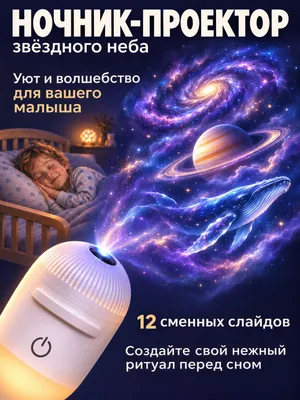 НОЧНИК-ПРОЕКТОР
звёздного неба
Уют и волшебство
для вашего
малыша
12 сменных слайдов
Создайте свой нежный
ритуал перед сном